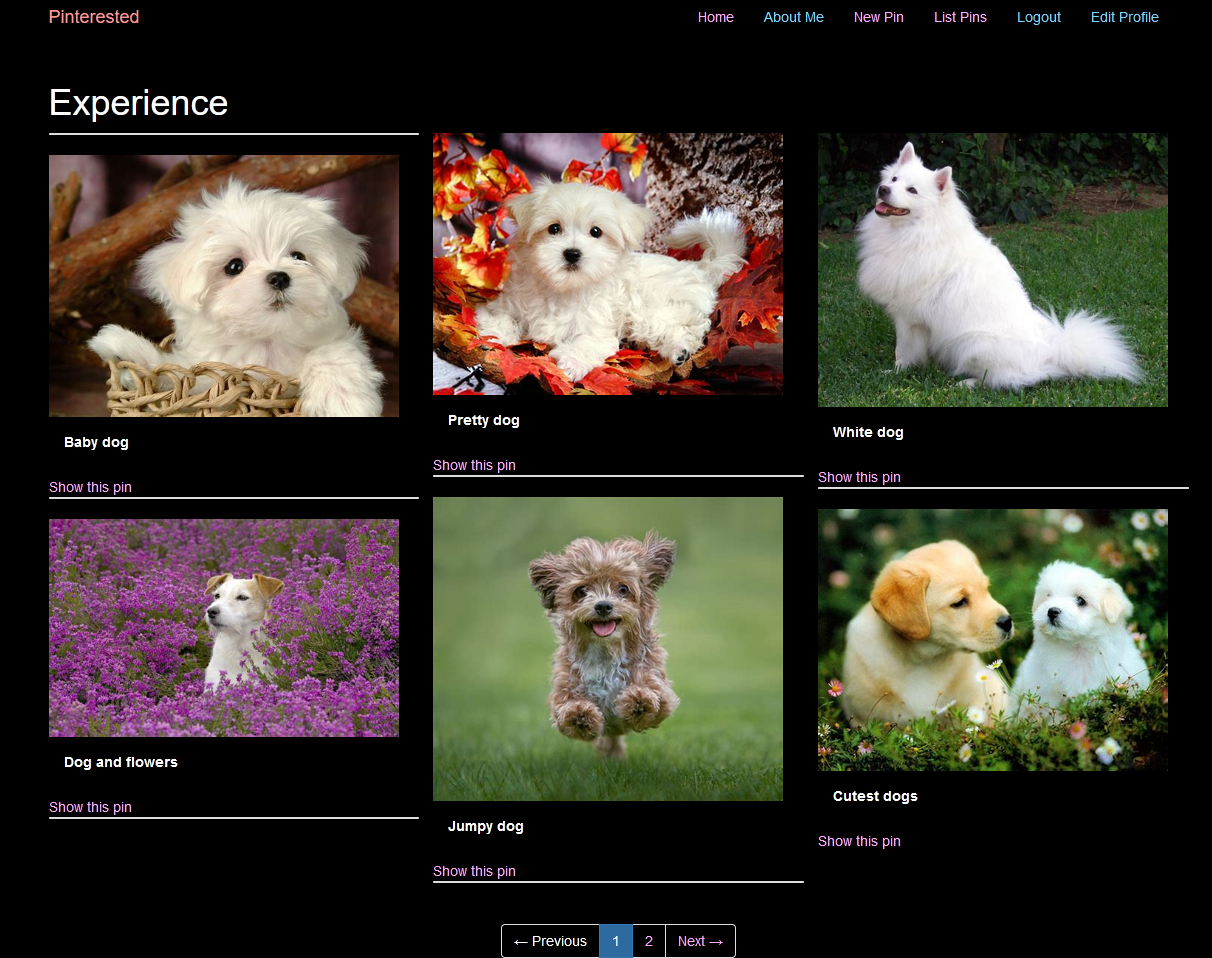 Pinterested
Home About Me New Pin List Pins Logout Edit Profile
Experience
Baby dog
Show this pin
Pretty dog
Show this pin
White dog
Show this pin
Dog and flowers
Show this pin
Jumpy dog
Show this pin
Cutest dogs
Show this pin
← Previous 1 2 Next →